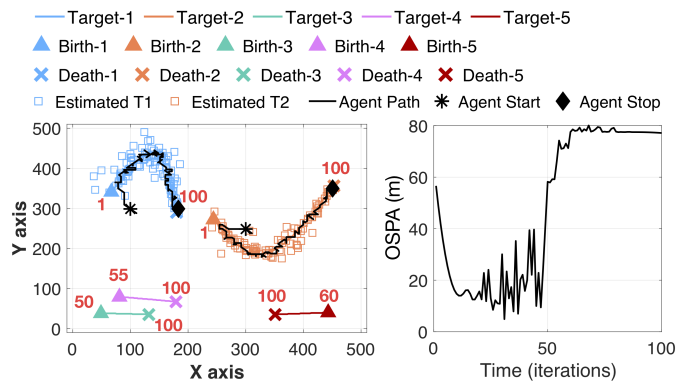 Target-1 Target-2 Target-3 Target-4 Target-5
Birth-1 Birth-2 Birth-3 Birth-4 Birth-5
Death-1 Death-2 Death-3 Death-4 Death-5
Estimated T1 Estimated T2 Agent Path Agent Start Agent Stop
500
400
300
200
100
0
Y axis
0 100 200 300 400 500
X axis
1
100
1
100
55
100
50
100
100
60
80
60
40
20
0
OSPA (m)
0 50 100
Time (iterations)